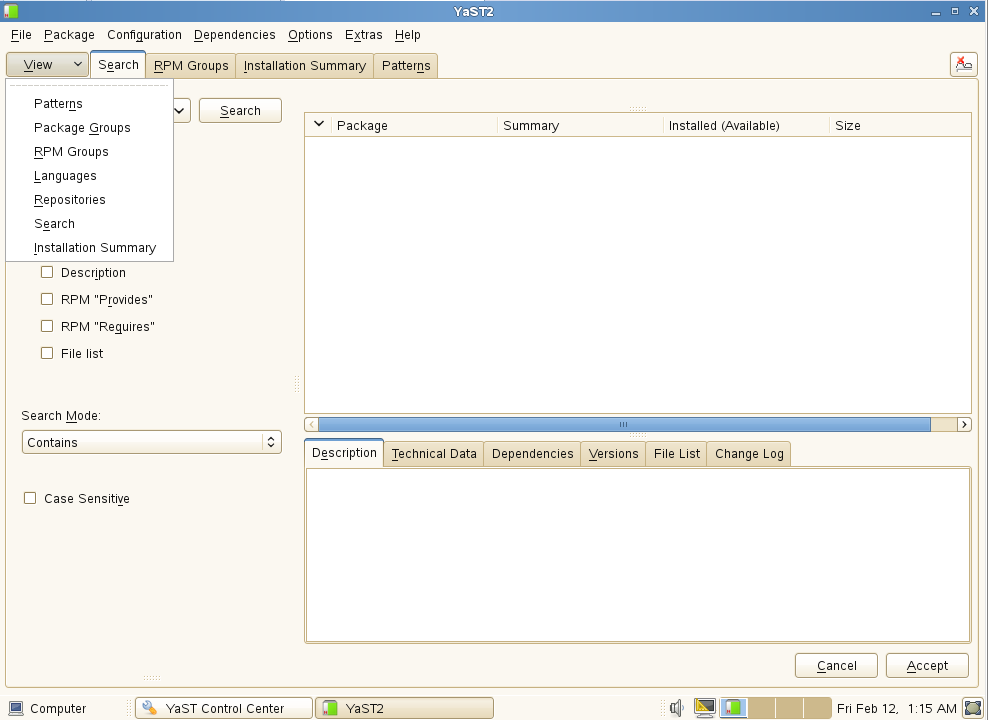 YaST2
File Package Configuration Dependencies Options Extras Help
View Search RPM Groups Installation Summary Patterns
Patterns
Package Groups
RPM Groups
Languages
Repositories
Search
Installation Summary
Search
Description
RPM "Provides"
RPM "Requires"
File list
Search Mode:
Contains
Case Sensitive
Package Summary Installed (Available) Size
Description Technical Data Dependencies Versions File List Change Log
Cancel Accept
Computer YaST Control Center YaST2 Fri Feb 12, 1:15 AM